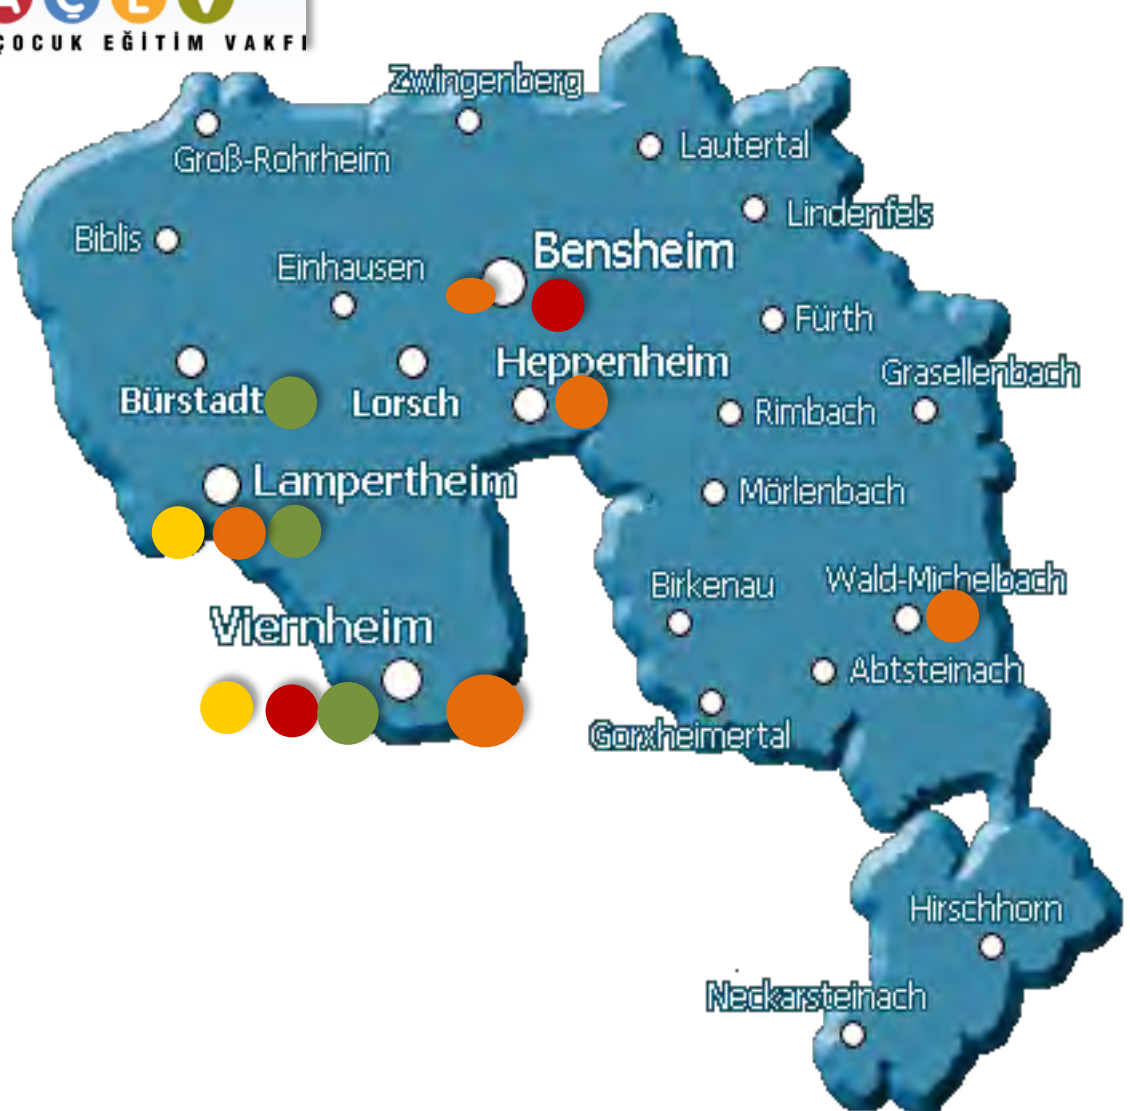 AÇEV
ÇOCUK EĞİTİM VAKFI
Zwingenberg
Groß-Rohrheim
Lautertal
Lindenfels
Biblis
Bensheim
Einhausen
Fürth
Heppenheim
Grasellenbach
Bürstadt
Lorsch
Rimbach
Lampertheim
Mörlenbach
Birkenau
Wald-Michelbach
Viernheim
Abtsteinach
Gorxheimertal
Hirschhorn
Neckarsteinach